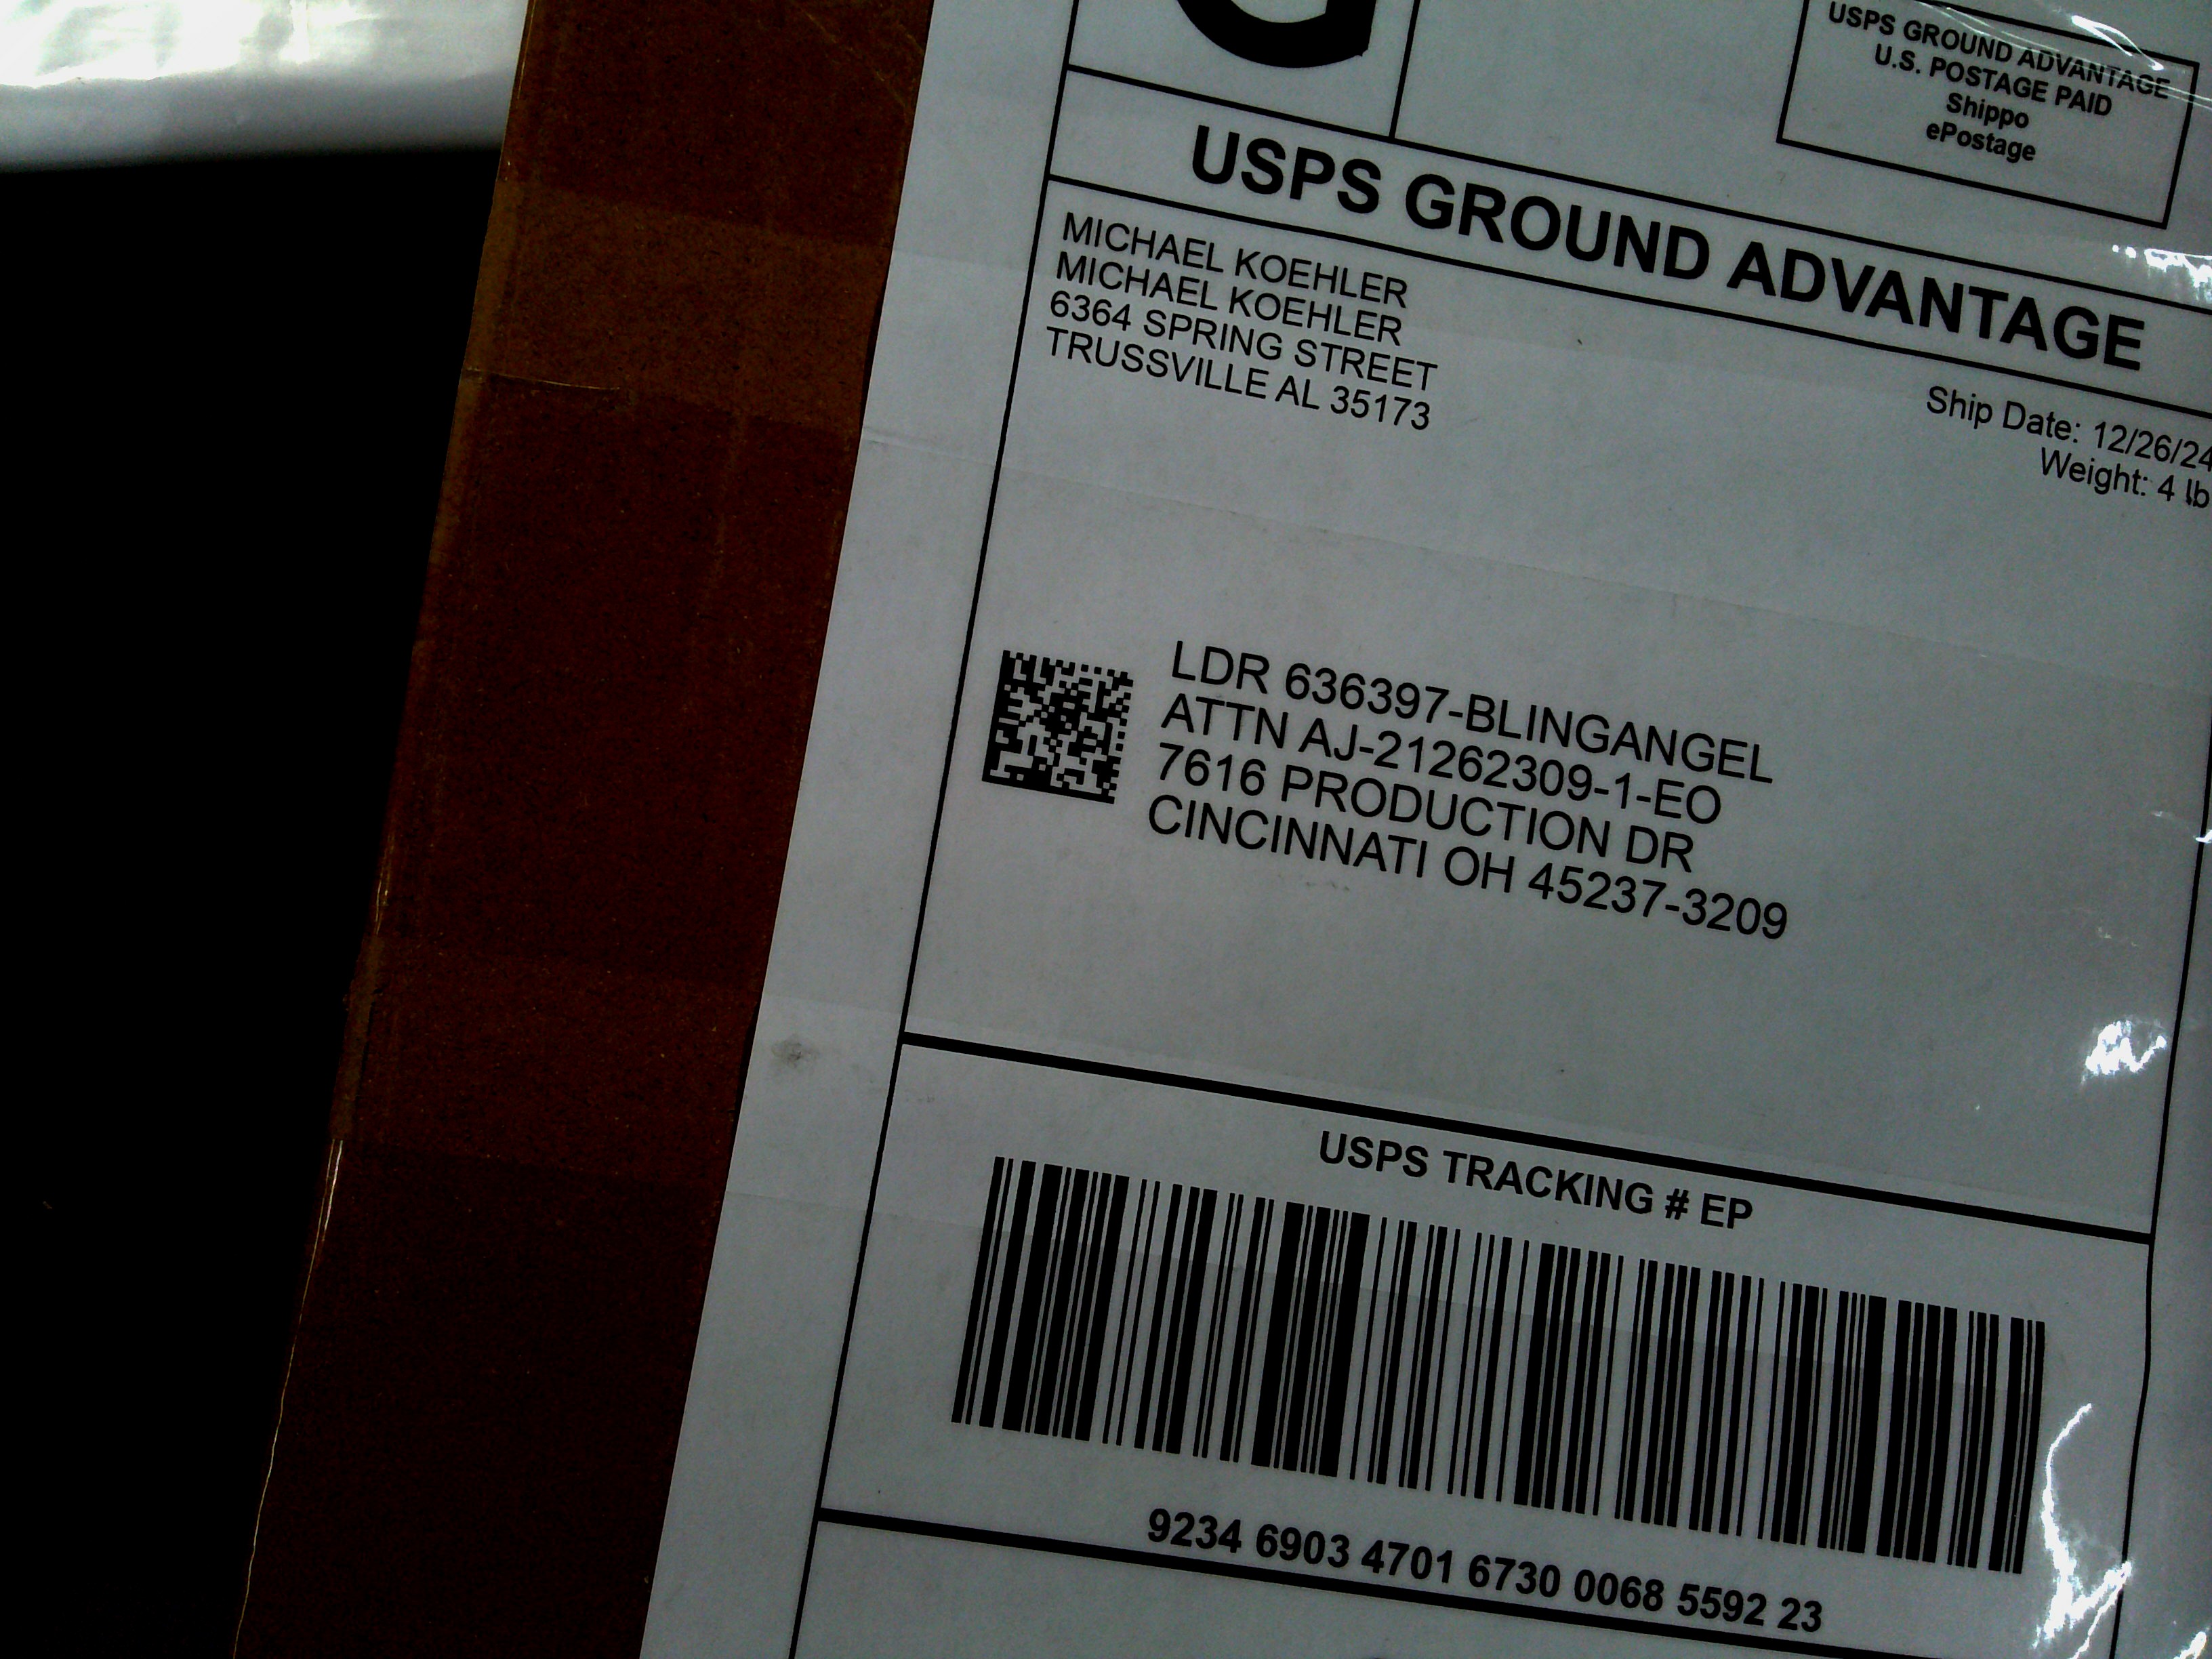 USPS GROUND ADVANTAGE
U.S. POSTAGE PAID
Shippo
ePostage
USPS GROUND ADVANTAGE
MICHAEL KOEHLER
MICHAEL KOEHLER
6364 SPRING STREET
TRUSSVILLE AL 35173
Ship Date: 12/26/24
Weight: 4 lb
LDR 636397-BLINGANGEL
ATTN AJ-21262309-1-EO
7616 PRODUCTION DR
CINCINNATI OH 45237-3209
USPS TRACKING # EP
9234 6903 4701 6730 0068 5592 23